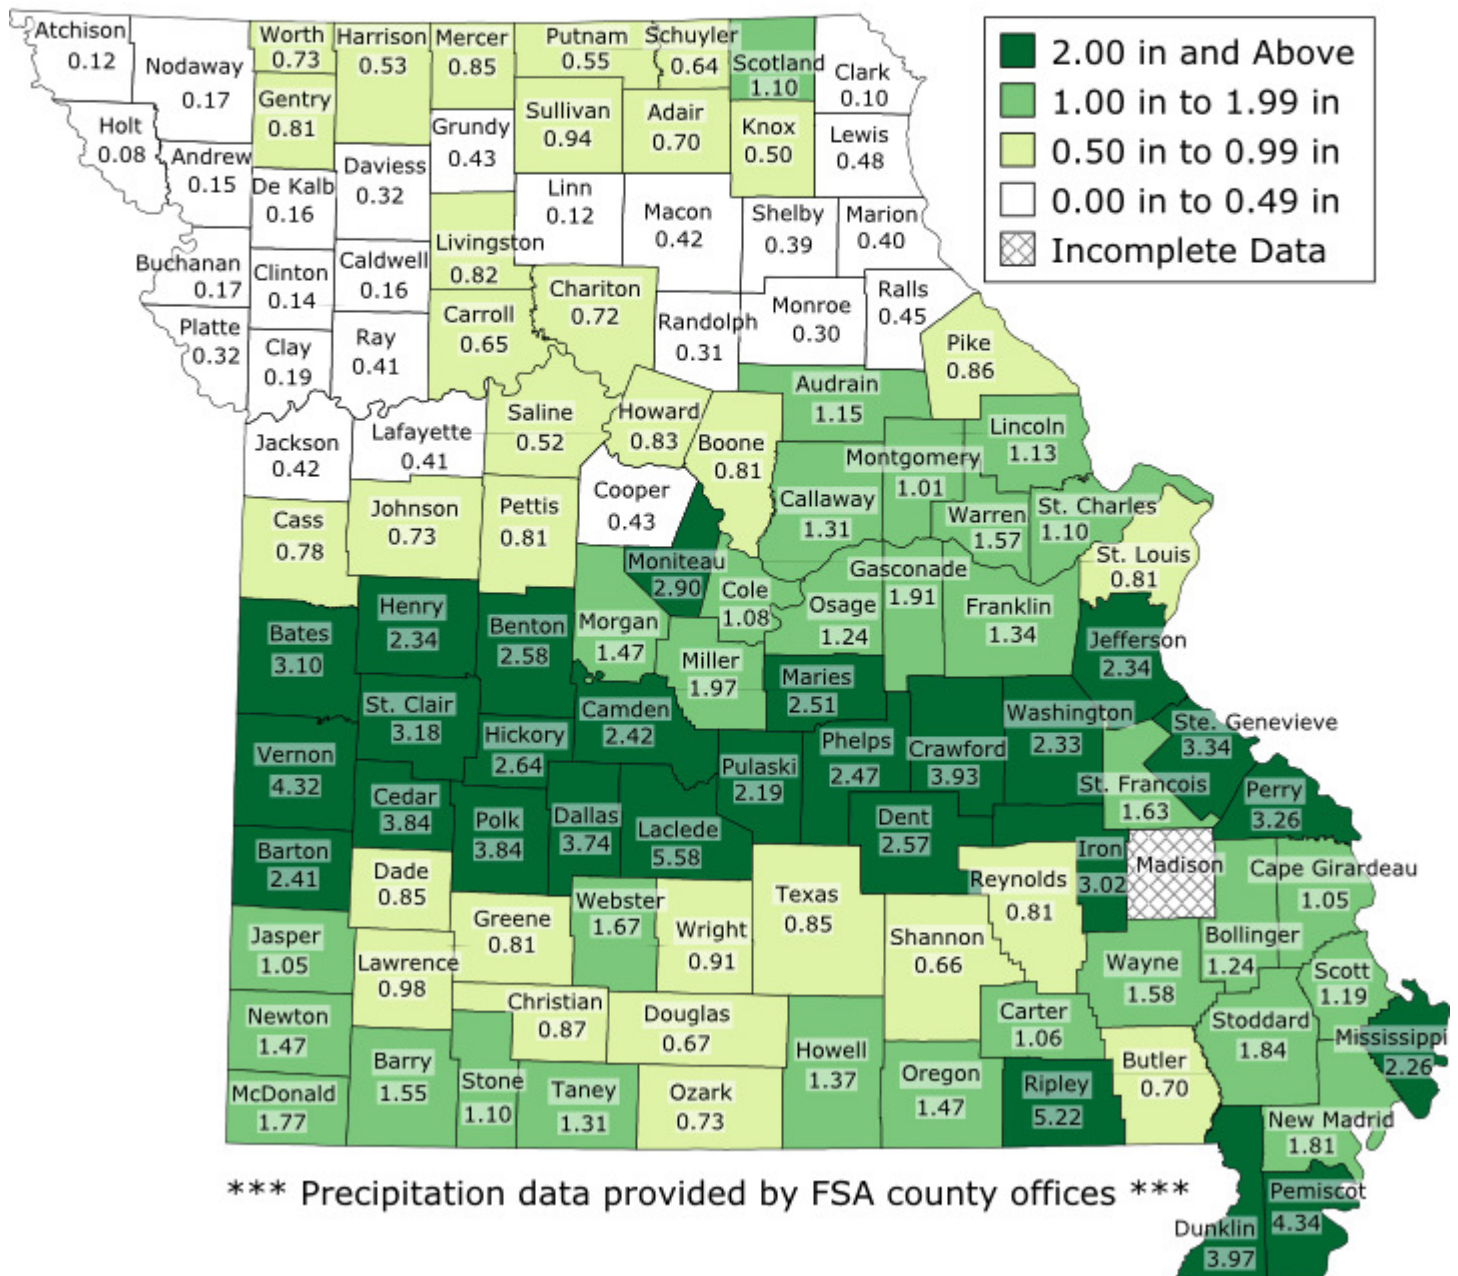 2.00 in and Above
1.00 in to 1.99 in
0.50 in to 0.99 in
0.00 in to 0.49 in
Incomplete Data
Atchison
0.12
Nodaway
0.17
Worth
0.73
Harrison
0.53
Mercer
0.85
Putnam
0.55
Schuyler
0.64
Scotland
1.10
Clark
0.10
Holt
0.08
Andrew
0.15
Gentry
0.81
De Kalb
0.16
Daviess
0.32
Grundy
0.43
Sullivan
0.94
Adair
0.70
Knox
0.50
Lewis
0.48
Linn
0.12
Macon
0.42
Shelby
0.39
Marion
0.40
Buchanan
0.17
Clinton
0.14
Caldwell
0.16
Livingston
0.82
Chariton
0.72
Randolph
0.31
Monroe
0.30
Ralls
0.45
Platte
0.32
Clay
0.19
Ray
0.41
Carroll
0.65
Pike
0.86
Jackson
0.42
Lafayette
0.41
Saline
0.52
Howard
0.83
Boone
0.81
Audrain
1.15
Montgomery
1.01
Lincoln
1.13
Cass
0.78
Johnson
0.73
Pettis
0.81
Cooper
0.43
Callaway
1.31
Warren
1.57
St. Charles
1.10
St. Louis
0.81
Moniteau
2.90
Cole
1.08
Osage
1.24
Gasconade
1.91
Franklin
1.34
Jefferson
2.34
Bates
3.10
Henry
2.34
Benton
2.58
Morgan
1.47
Miller
1.97
Maries
2.51
St. Clair
3.18
Hickory
2.64
Camden
2.42
Pulaski
2.19
Phelps
2.47
Crawford
3.93
Washington
2.33
Ste. Genevieve
3.34
St. Francois
1.63
Perry
3.26
Vernon
4.32
Cedar
3.84
Polk
3.84
Dallas
3.74
Laclede
5.58
Dent
2.57
Iron
3.02
Madison
Cape Girardeau
1.05
Barton
2.41
Dade
0.85
Greene
0.81
Webster
1.67
Wright
0.91
Texas
0.85
Shannon
0.66
Reynolds
0.81
Wayne
1.58
Bollinger
1.24
Scott
1.19
Jasper
1.05
Lawrence
0.98
Christian
0.87
Douglas
0.67
Howell
1.37
Carter
1.06
Stoddard
1.84
Mississippi
2.26
Newton
1.47
Barry
1.55
Stone
1.10
Taney
1.31
Ozark
0.73
Oregon
1.47
Ripley
5.22
Butler
0.70
New Madrid
1.81
McDonald
1.77
Pemiscot
4.34
Dunklin
3.97
*** Precipitation data provided by FSA county offices ***